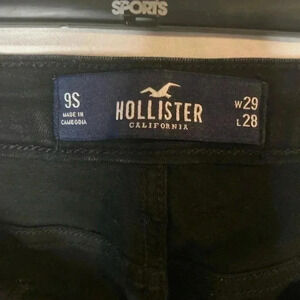 SPORTS
9S
MADE IN
CAMBODIA
HOLLISTER
CALIFORNIA
W29
L28